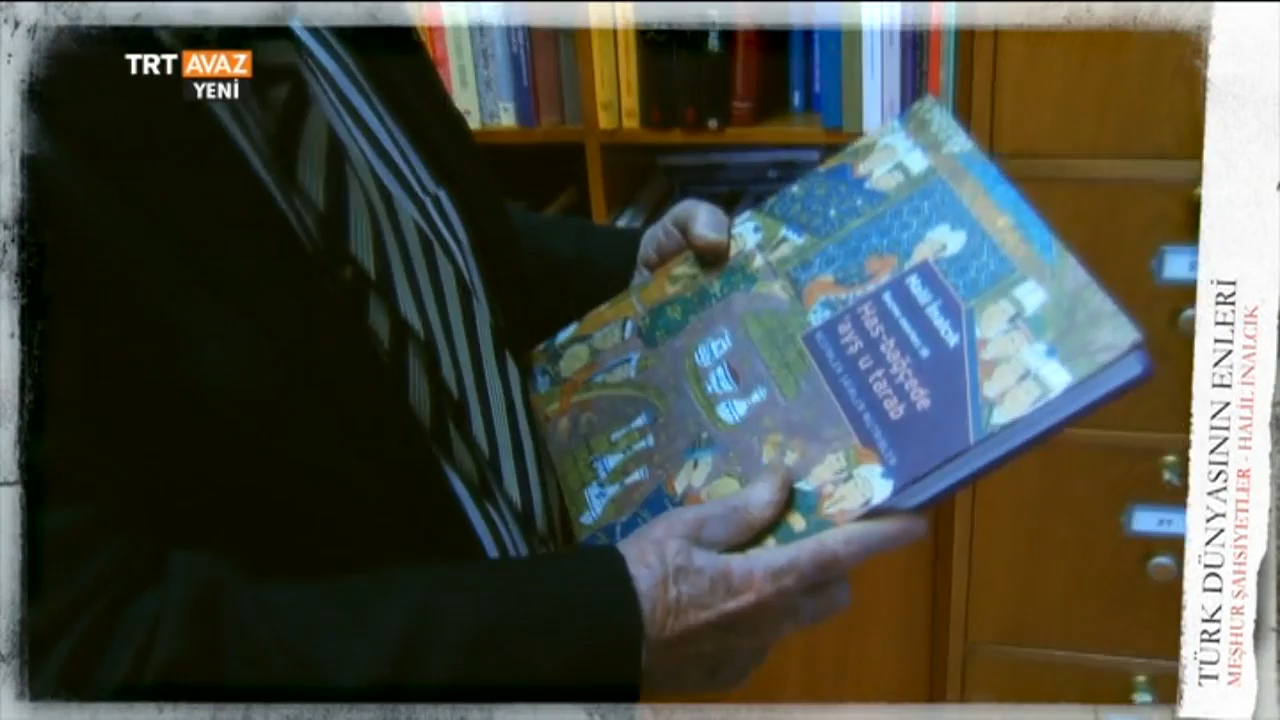 TRT AVAZ
YENİ
Halil İnalcık
Has-bağçede
'ayş u tarab
TÜRK DÜNYASININ ENLERİ
MEŞHUR ŞAHSİYETLER - HALİL İNALCIK